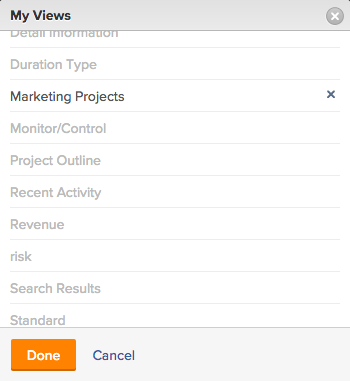 My Views
Detail Information
Duration Type
Marketing Projects
Monitor/Control
Project Outline
Recent Activity
Revenue
risk
Search Results
Standard
Done
Cancel